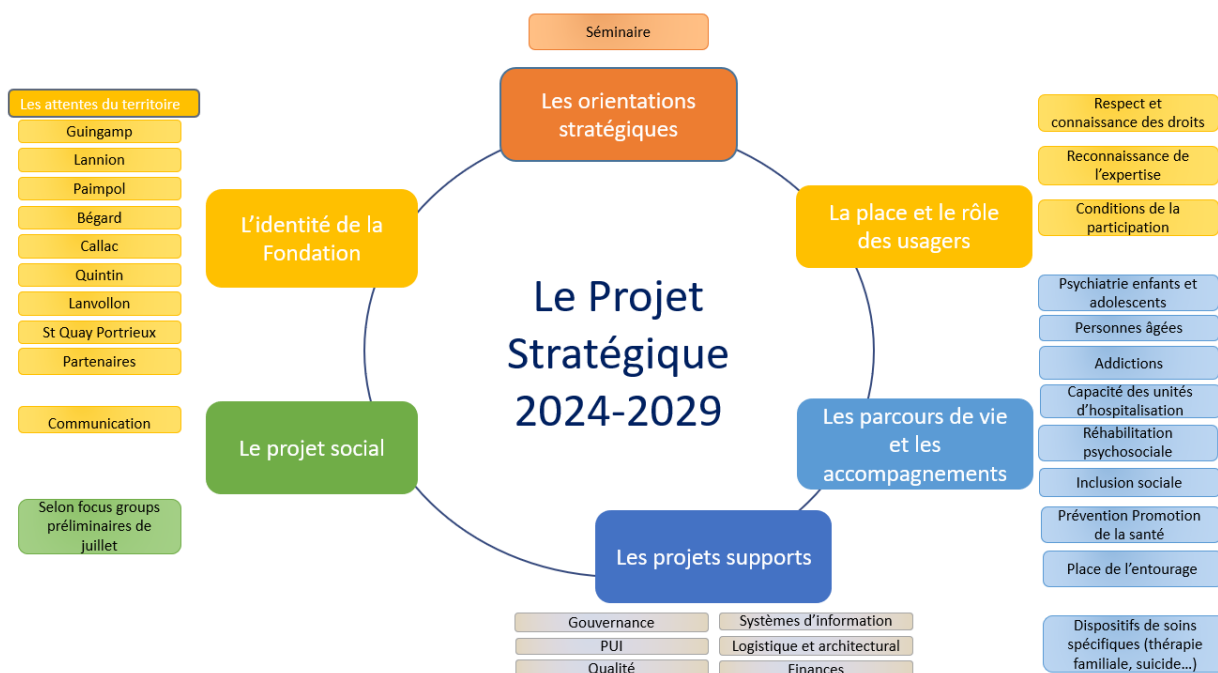 Séminaire
Les orientations
stratégiques
Les attentes du territoire
Guingamp
Lannion
Paimpol
Bégard
Callac
Quintin
Lanvollon
St Quay Portrieux
Partenaires
Communication
Selon focus groups
préliminaires de
juillet
L’identité de la
Fondation
Le projet social
Le Projet
Stratégique
2024-2029
La place et le rôle
des usagers
Les parcours de vie
et les
accompagnements
Les projets supports
Respect et
connaissance des droits
Reconnaissance de
l’expertise
Conditions de la
participation
Psychiatrie enfants et
adolescents
Personnes âgées
Addictions
Capacité des unités
d’hospitalisation
Réhabilitation
psychosociale
Inclusion sociale
Prévention Promotion
de la santé
Place de l’entourage
Dispositifs de soins
spécifiques (thérapie
familiale, suicide…)
Gouvernance
PUI
Qualité
Systèmes d’information
Logistique et architectural
Finances